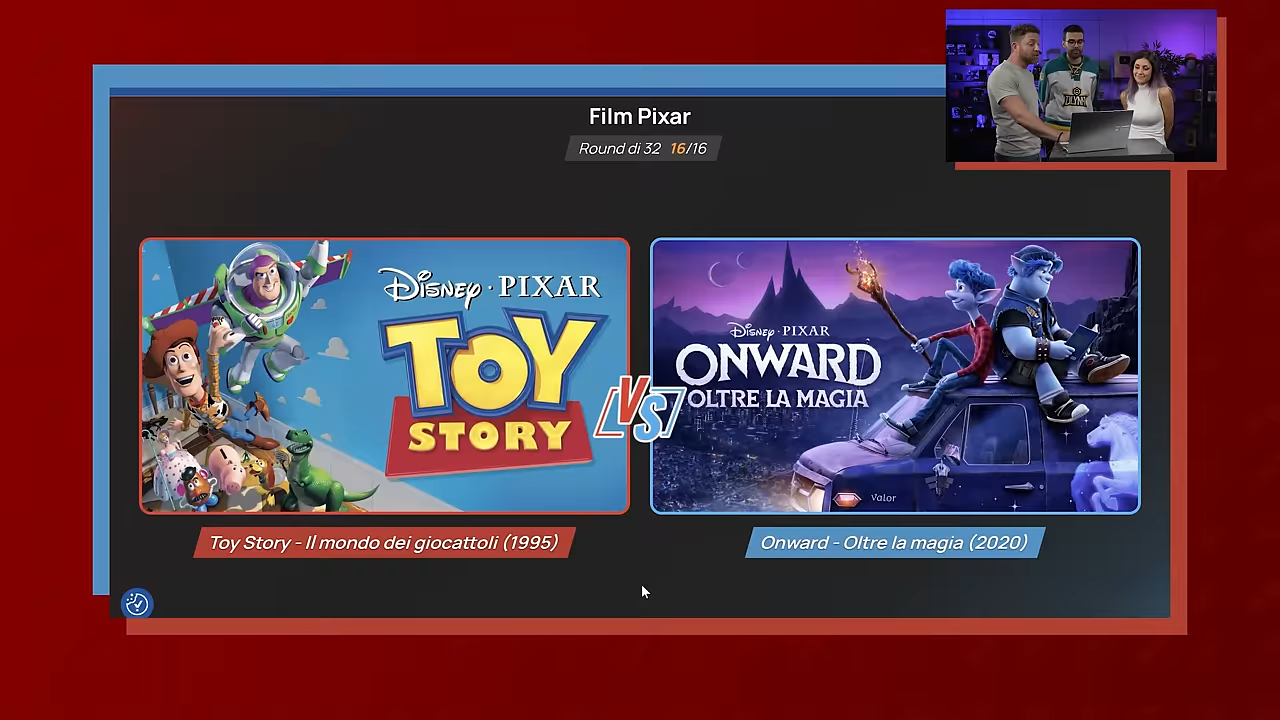 Film Pixar
Round di 32 16/16
DISNEY · PIXAR
TOY
STORY
VS
DISNEY · PIXAR
ONWARD
OLTRE LA MAGIA
Valor
Toy Story - Il mondo dei giocattoli (1995)
Onward - Oltre la magia (2020)